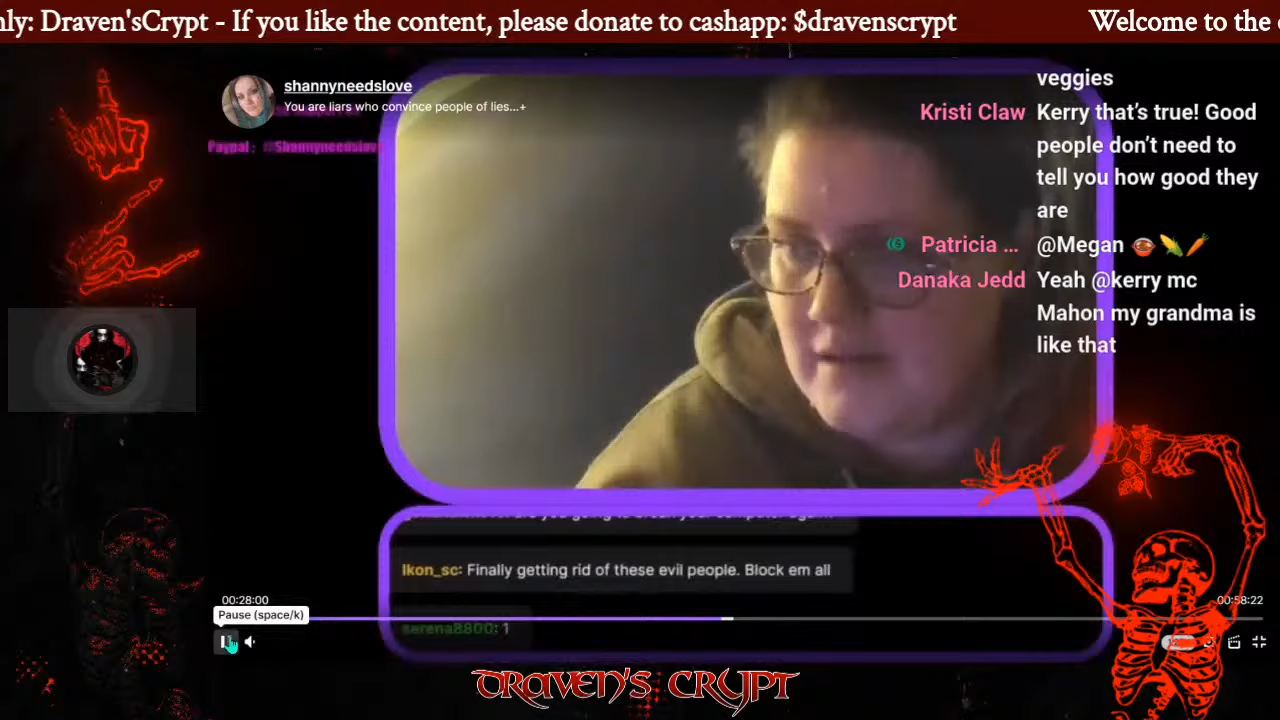 nly: Draven'sCrypt - If you like the content, please donate to cashapp: $dravenscrypt
Welcome to the
shannyneedslove
You are liars who convince people of lies...+
Paypal: @Shannyneedslove
veggies
Kristi Claw Kerry that's true! Good
people don't need to
tell you how good they
are
Patricia ... @Megan 🍲 🌽 🥕
Danaka Jedd Yeah @kerry mc
Mahon my grandma is
like that
Ikon_sc: Finally getting rid of these evil people. Block em all
00:28:00
00:58:22
Pause (space/k)
serena8800: 1
DRAVEN'S CRYPT